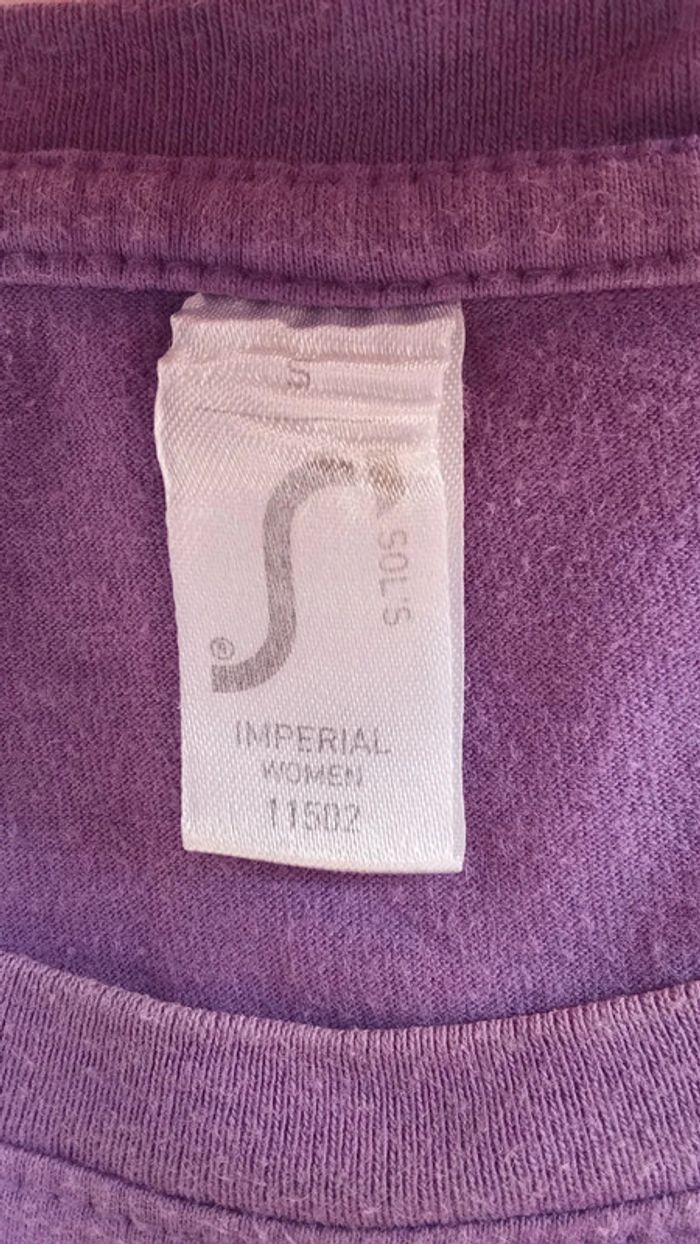 S
SOL'S
®
IMPERIAL
WOMEN
11502